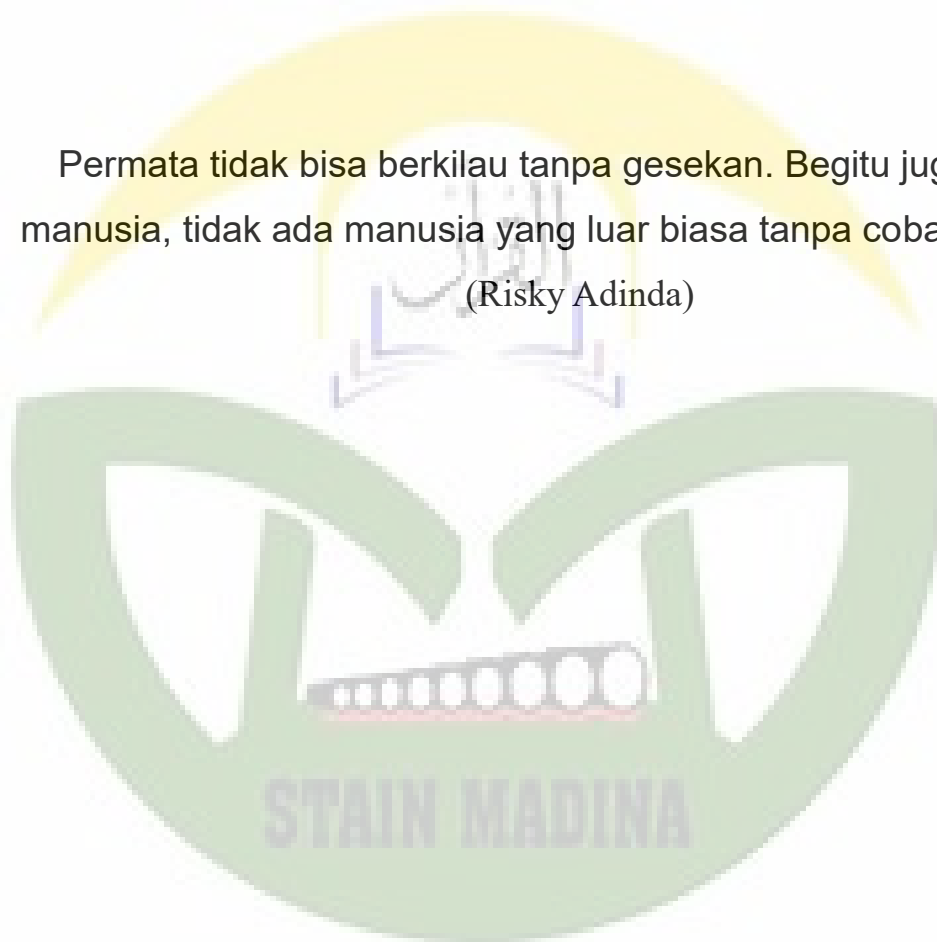 Permata tidak bisa berkilau tanpa gesekan. Begitu jug
manusia, tidak ada manusia yang luar biasa tanpa coba
القرآن
(Risky Adinda)
STAIN MADINA